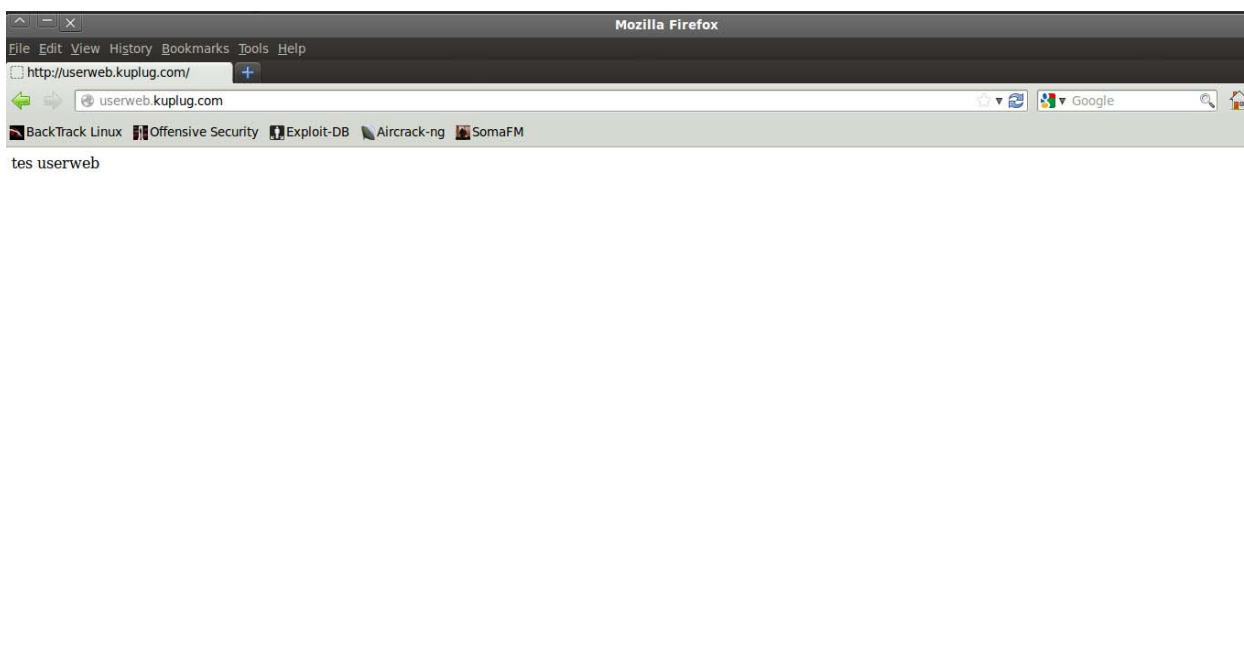 Mozilla Firefox
File Edit View History Bookmarks Tools Help
http://userweb.kuplug.com/
userweb.kuplug.com Google
BackTrack Linux Offensive Security Exploit-DB Aircrack-ng SomaFM
tes userweb